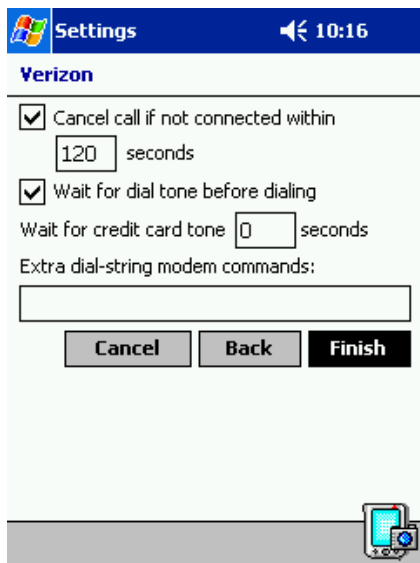 Settings 10:16
Verizon
Cancel call if not connected within
120 seconds
Wait for dial tone before dialing
Wait for credit card tone 0 seconds
Extra dial-string modem commands:
Cancel Back Finish